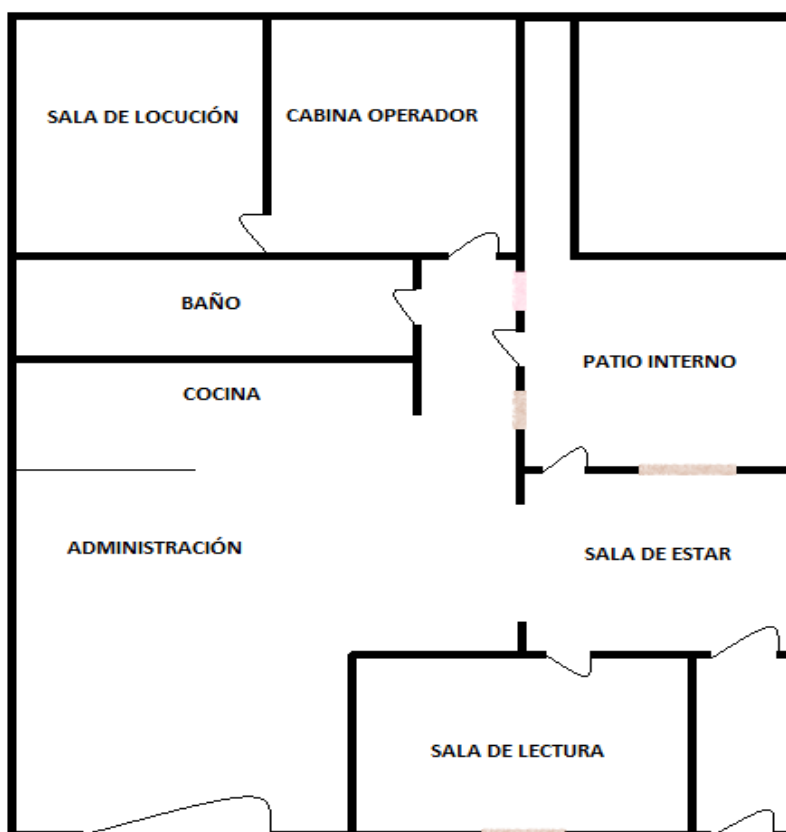 SALA DE LOCUCIÓN
CABINA OPERADOR
BAÑO
PATIO INTERNO
COCINA
ADMINISTRACIÓN
SALA DE ESTAR
SALA DE LECTURA